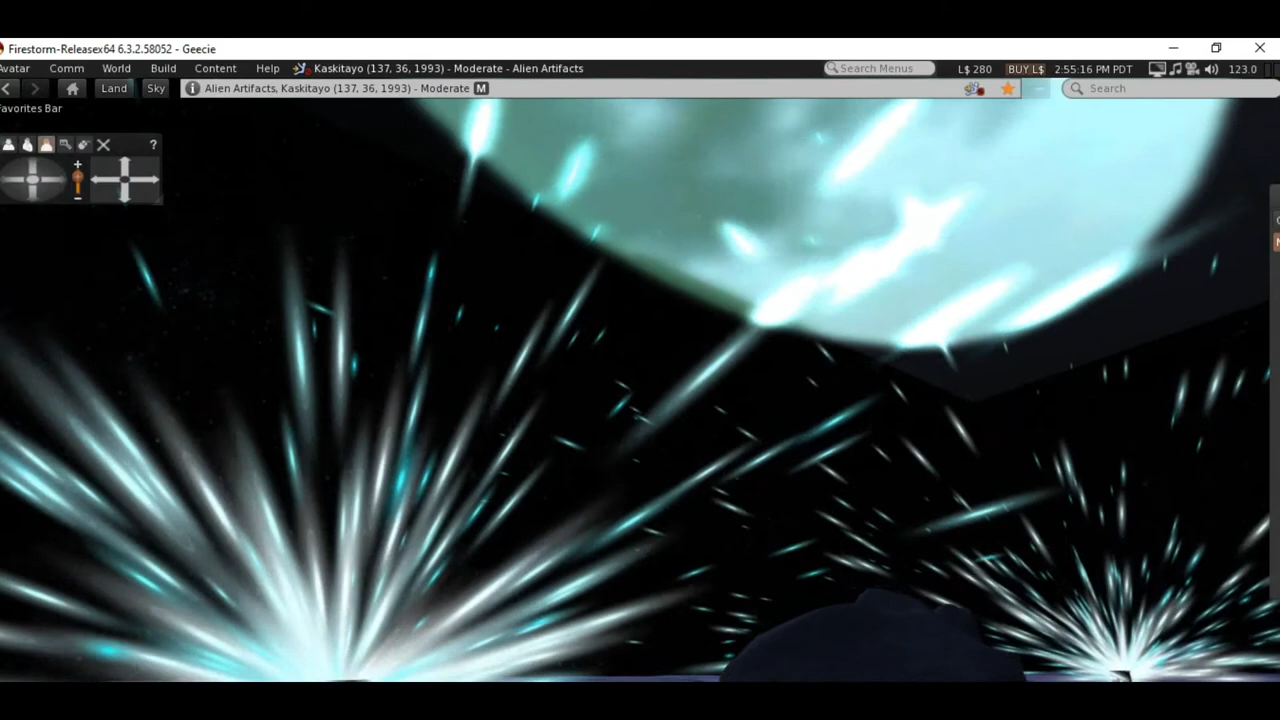 Firestorm-Releasex64 6.3.2.58052 - Geecie
Avatar Comm World Build Content Help Kaskitayo (137, 36, 1993) - Moderate - Alien Artifacts Search Menus L$ 280 BUY L$ 2:55:16 PM PDT 123.0
Land Sky Alien Artifacts, Kaskitayo (137, 36, 1993) - Moderate M Search
Favorites Bar
?